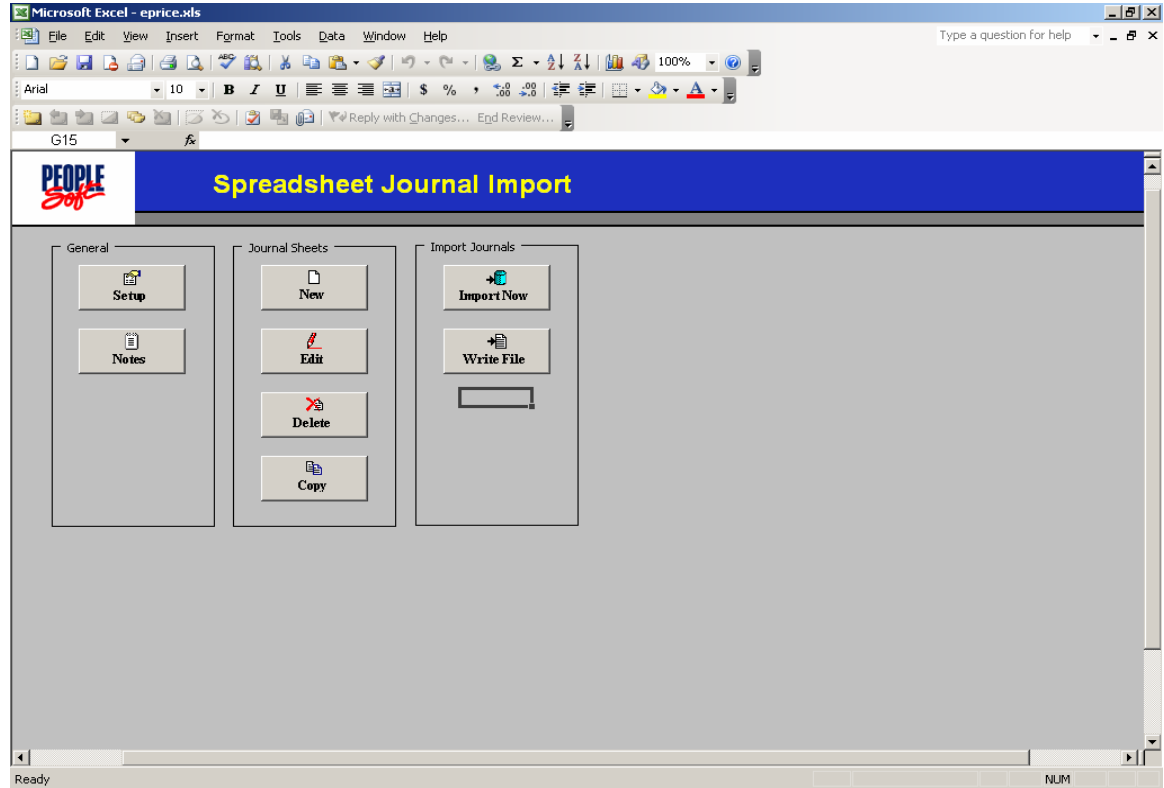 Microsoft Excel - eprice.xls
File Edit View Insert Format Tools Data Window Help Type a question for help
100%
Arial 10 B I U $ % , .00 .00 A
Reply with Changes... End Review...
G15 fx
PEOPLE
Soft
Spreadsheet Journal Import
General Journal Sheets Import Journals
Setup New Import Now
Notes Edit Write File
Delete
Copy
Ready NUM